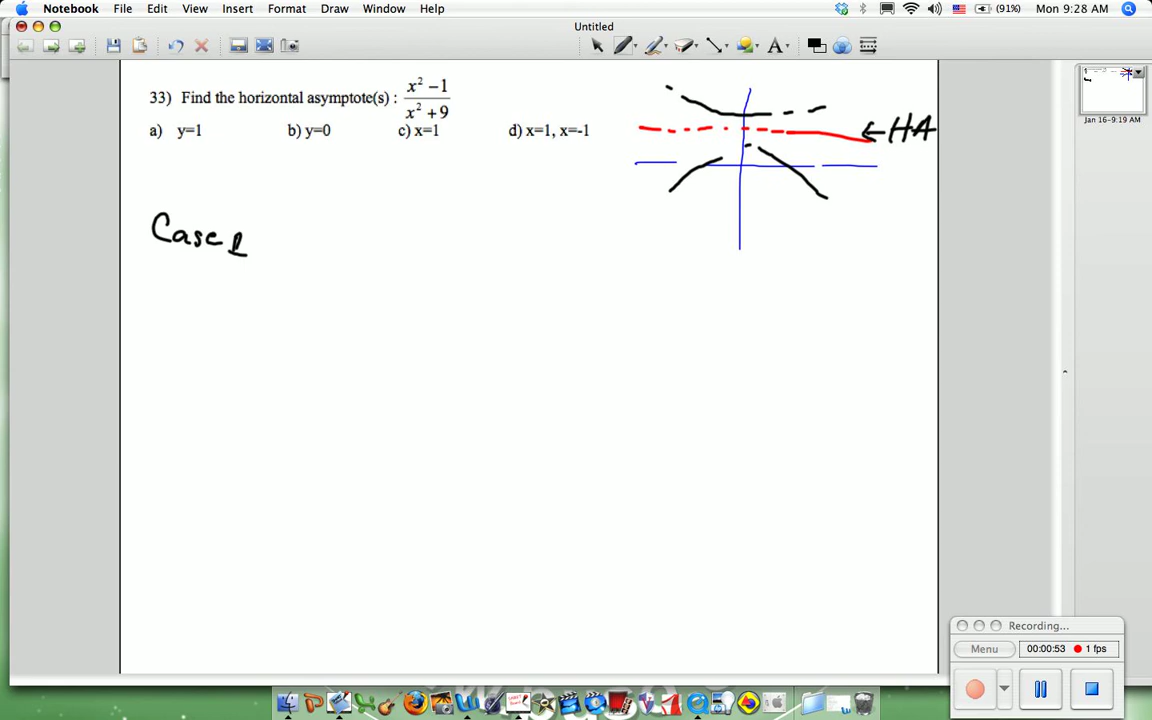 Notebook File Edit View Insert Format Draw Window Help (91%) Mon 9:28 AM
Untitled
33) Find the horizontal asymptote(s) : x² −1 / x² +9
a) y=1 b) y=0 c) x=1 d) x=1, x=-1
HA
Case 1
1
Jan 16–9:19 AM
Recording...
Menu 00:00:53 1 fps